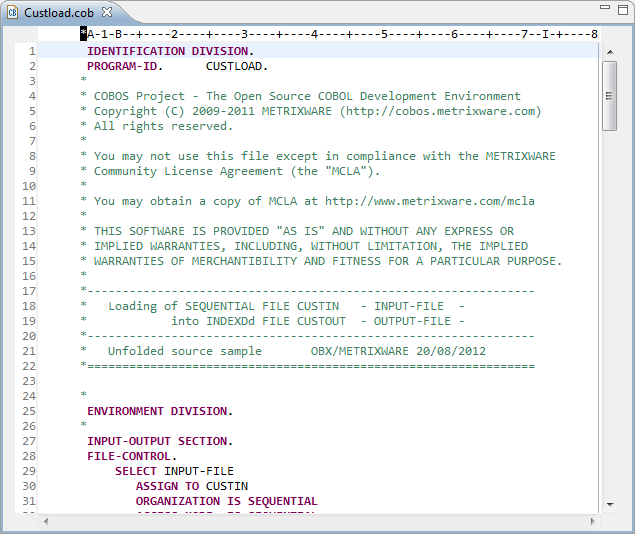 Custload.cob
*A-1-B--+----2----+----3----+----4----+----5----+----6----+----7--I-+----8
1 IDENTIFICATION DIVISION.
2 PROGRAM-ID.      CUSTLOAD.
3 *
4 * COBOS Project - The Open Source COBOL Development Environment
5 * Copyright (C) 2009-2011 METRIXWARE (http://cobos.metrixware.com)
6 * All rights reserved.
7 *
8 * You may not use this file except in compliance with the METRIXWARE
9 * Community License Agreement (the "MCLA").
10 *
11 * You may obtain a copy of MCLA at http://www.metrixware.com/mcla
12 *
13 * THIS SOFTWARE IS PROVIDED "AS IS" AND WITHOUT ANY EXPRESS OR
14 * IMPLIED WARRANTIES, INCLUDING, WITHOUT LIMITATION, THE IMPLIED
15 * WARRANTIES OF MERCHANTIBILITY AND FITNESS FOR A PARTICULAR PURPOSE.
16 *
17 *----------------------------------------------------------------
18 *   Loading of SEQUENTIAL FILE CUSTIN   - INPUT-FILE  -
19 *            into INDEXDd FILE CUSTOUT  - OUTPUT-FILE -
20 *----------------------------------------------------------------
21 *   Unfolded source sample       OBX/METRIXWARE 20/08/2012
22 *================================================================
23
24 *
25 ENVIRONMENT DIVISION.
26 *
27 INPUT-OUTPUT SECTION.
28 FILE-CONTROL.
29     SELECT INPUT-FILE
30        ASSIGN TO CUSTIN
31        ORGANIZATION IS SEQUENTIAL